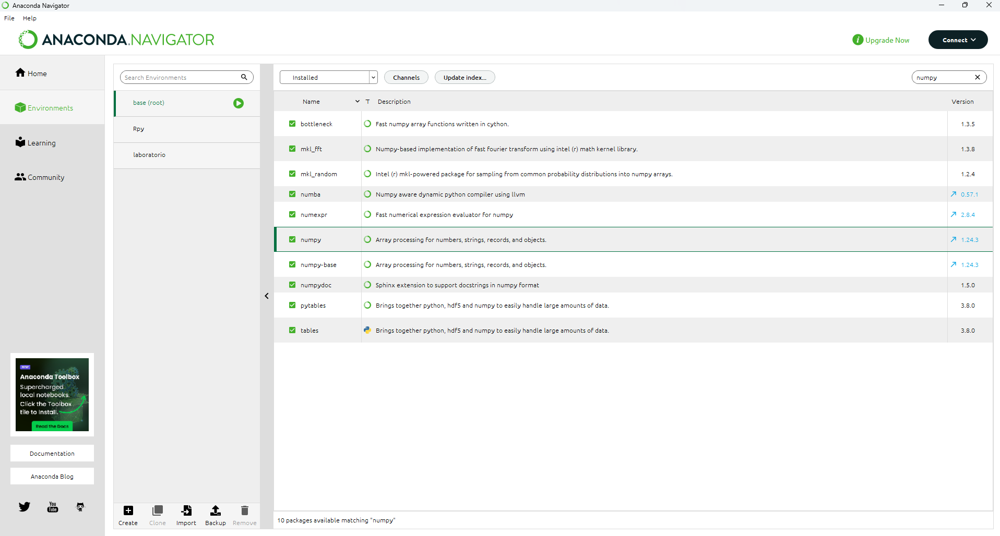 Anaconda Navigator
File Help
ANACONDA.NAVIGATOR
i Upgrade Now
Connect
Home
Environments
Learning
Community
Anaconda Toolbox
Supercharged
local notebooks.
Click the Toolbox
tile to install.
Read the Docs
Documentation
Anaconda Blog
You
Tube
Search Environments
base (root)
Rpy
laboratorio
Create Clone Import Backup Remove
Installed Channels Update index... numpy
Name T Description Version
bottleneck Fast numpy array functions written in cython. 1.3.5
mkl_fft Numpy-based implementation of fast fourier transform using intel (r) math kernel library. 1.3.8
mkl_random Intel (r) mkl-powered package for sampling from common probability distributions into numpy arrays. 1.2.4
numba Numpy aware dynamic python compiler using llvm 0.57.1
numexpr Fast numerical expression evaluator for numpy 2.8.4
numpy Array processing for numbers, strings, records, and objects. 1.24.3
numpy-base Array processing for numbers, strings, records, and objects. 1.24.3
numpydoc Sphinx extension to support docstrings in numpy format 1.5.0
pytables Brings together python, hdf5 and numpy to easily handle large amounts of data. 3.8.0
tables Brings together python, hdf5 and numpy to easily handle large amounts of data. 3.8.0
10 packages available matching "numpy"